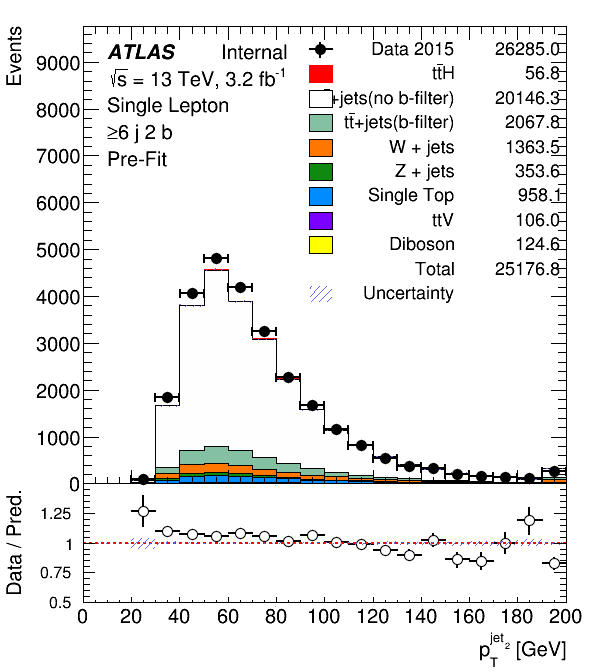 Events
ATLAS Internal
√s = 13 TeV, 3.2 fb⁻¹
Single Lepton
≥6 j 2 b
Pre-Fit
Data 2015 26285.0
tt̄H 56.8
+jets(no b-filter) 20146.3
tt̄+jets(b-filter) 2067.8
W + jets 1363.5
Z + jets 353.6
Single Top 958.1
ttV 106.0
Diboson 124.6
Total 25176.8
Uncertainty
9000
8000
7000
6000
5000
4000
3000
2000
1000
0
Data / Pred.
1.25
1
0.75
0.5
0 20 40 60 80 100 120 140 160 180 200
p_T^{jet_2} [GeV]